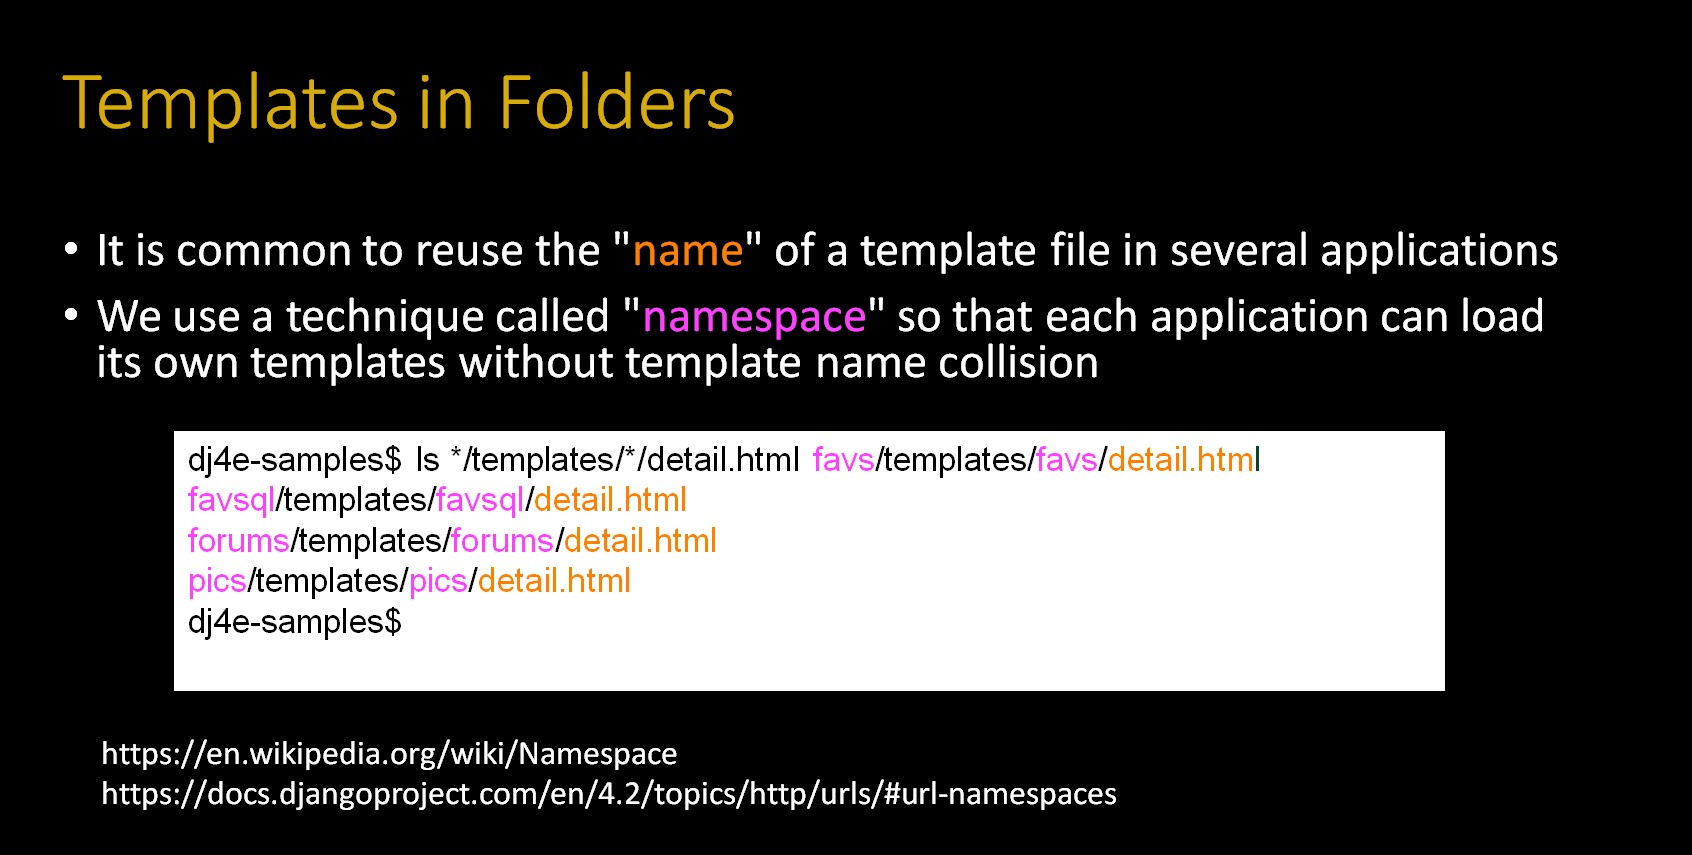 Templates in Folders
• It is common to reuse the "name" of a template file in several applications
• We use a technique called "namespace" so that each application can load
its own templates without template name collision
dj4e-samples$ ls */templates/*/detail.html favs/templates/favs/detail.html
favsql/templates/favsql/detail.html
forums/templates/forums/detail.html
pics/templates/pics/detail.html
dj4e-samples$
https://en.wikipedia.org/wiki/Namespace
https://docs.djangoproject.com/en/4.2/topics/http/urls/#url-namespaces